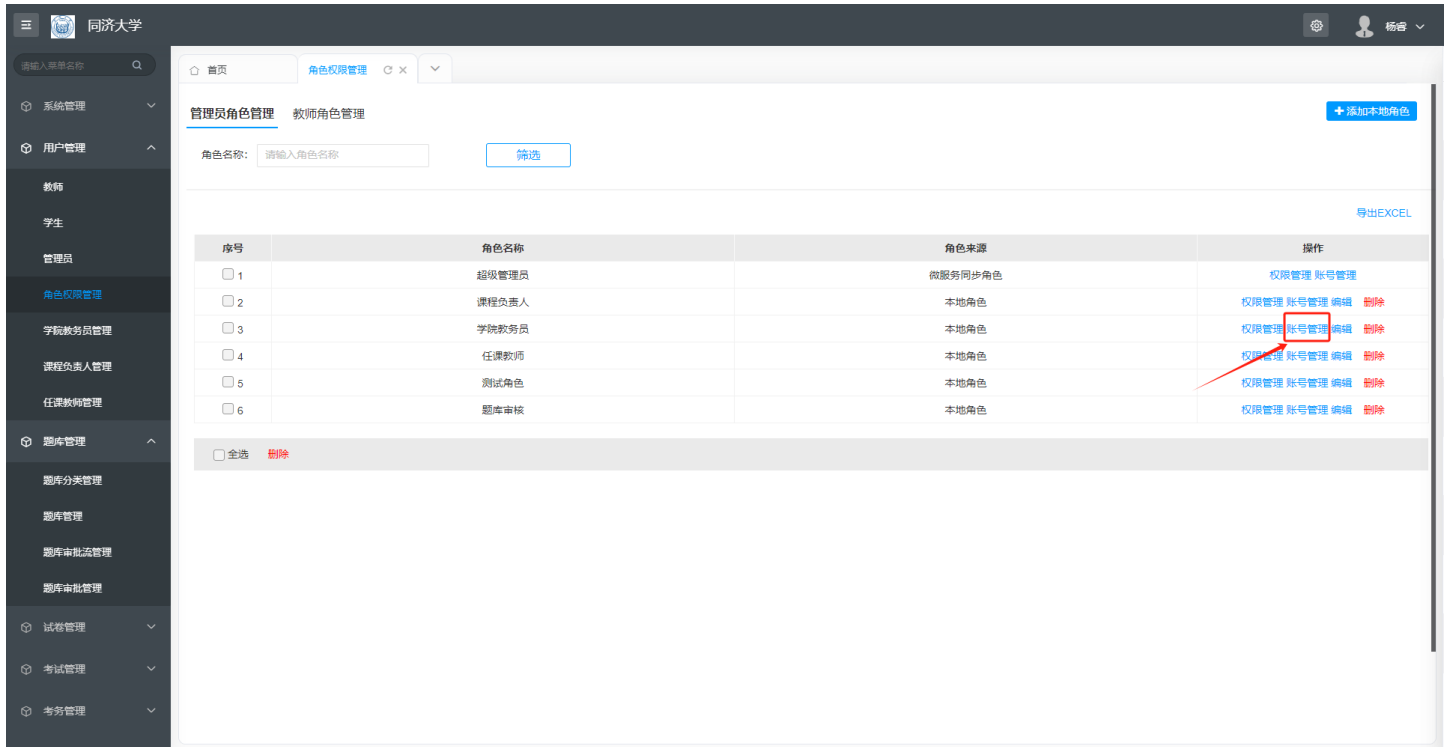 同济大学
杨睿
请输入菜单名称
系统管理
用户管理
教师
学生
管理员
角色权限管理
学院教务员管理
课程负责人管理
任课教师管理
题库管理
题库分类管理
题库管理
题库审批流管理
题库审批管理
试卷管理
考试管理
考务管理
首页 角色权限管理
管理员角色管理 教师角色管理
添加本地角色
角色名称: 请输入角色名称 筛选
导出EXCEL
序号 角色名称 角色来源 操作
1 超级管理员 微服务同步角色 权限管理 账号管理
2 课程负责人 本地角色 权限管理 账号管理 编辑 删除
3 学院教务员 本地角色 权限管理 账号管理 编辑 删除
4 任课教师 本地角色 权限管理 账号管理 编辑 删除
5 测试角色 本地角色 权限管理 账号管理 编辑 删除
6 题库审核 本地角色 权限管理 账号管理 编辑 删除
全选 删除